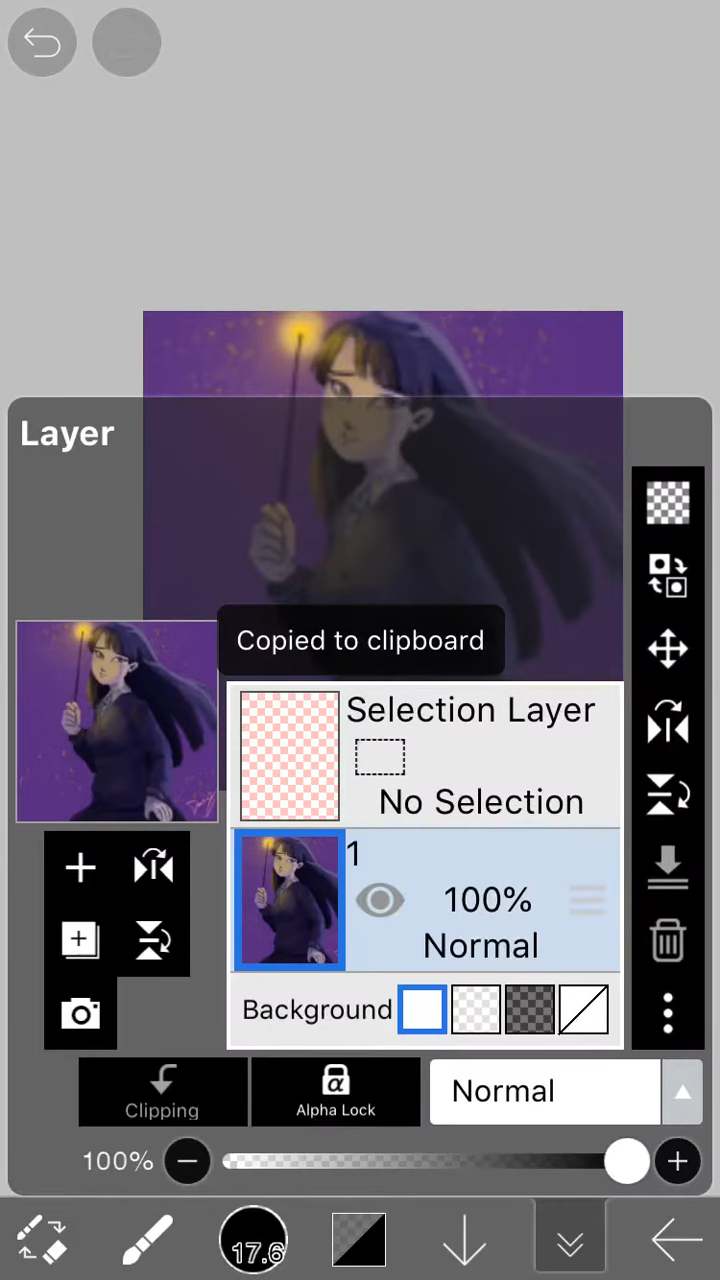 Layer
Copied to clipboard
Selection Layer
No Selection
1
100%
Normal
Background
Clipping
α
Alpha Lock
Normal
100%
17.6